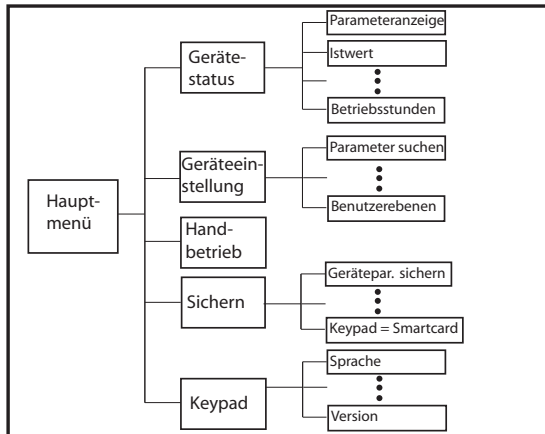 Parameteranzeige
Geräte-
status
Istwert
Betriebsstunden
Geräteein-
stellung
Parameter suchen
Benutzerebenen
Haupt-
menü
Hand-
betrieb
Sichern
Gerätepar. sichern
Keypad = Smartcard
Keypad
Sprache
Version